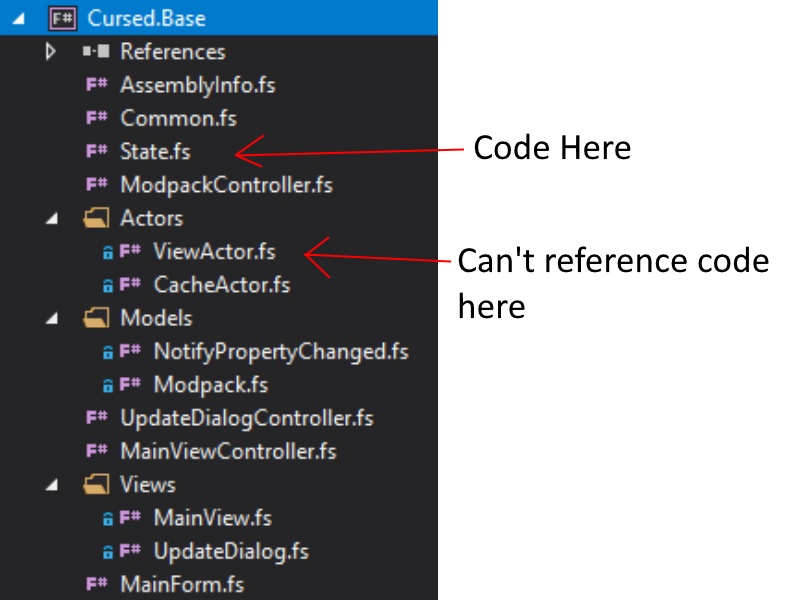 F# Cursed.Base
References
F# AssemblyInfo.fs
F# Common.fs
F# State.fs
Code Here
F# ModpackController.fs
Actors
F# ViewActor.fs
Can't reference code
here
F# CacheActor.fs
Models
F# NotifyPropertyChanged.fs
F# Modpack.fs
F# UpdateDialogController.fs
F# MainViewController.fs
Views
F# MainView.fs
F# UpdateDialog.fs
F# MainForm.fs